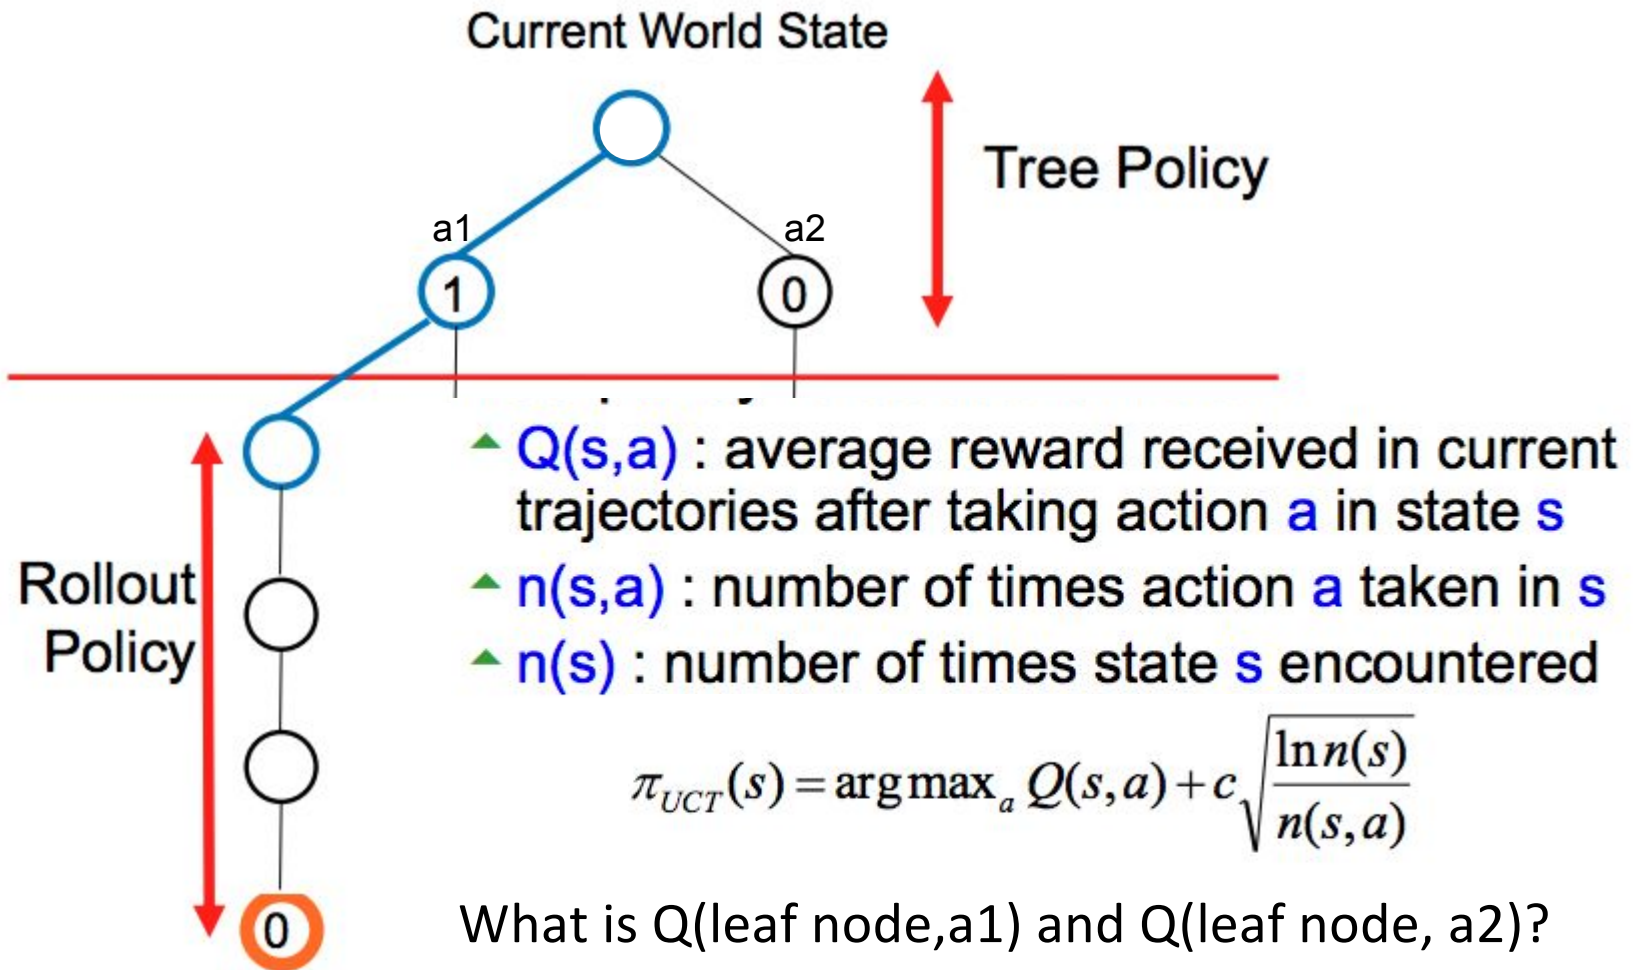 Current World State
Tree Policy
a1
a2
1
0
Q(s,a) : average reward received in current
trajectories after taking action a in state s
n(s,a) : number of times action a taken in s
n(s) : number of times state s encountered
Rollout
Policy
π_UCT(s) = arg max_a Q(s,a) + c √(ln n(s) / n(s,a))
0
What is Q(leaf node,a1) and Q(leaf node, a2)?